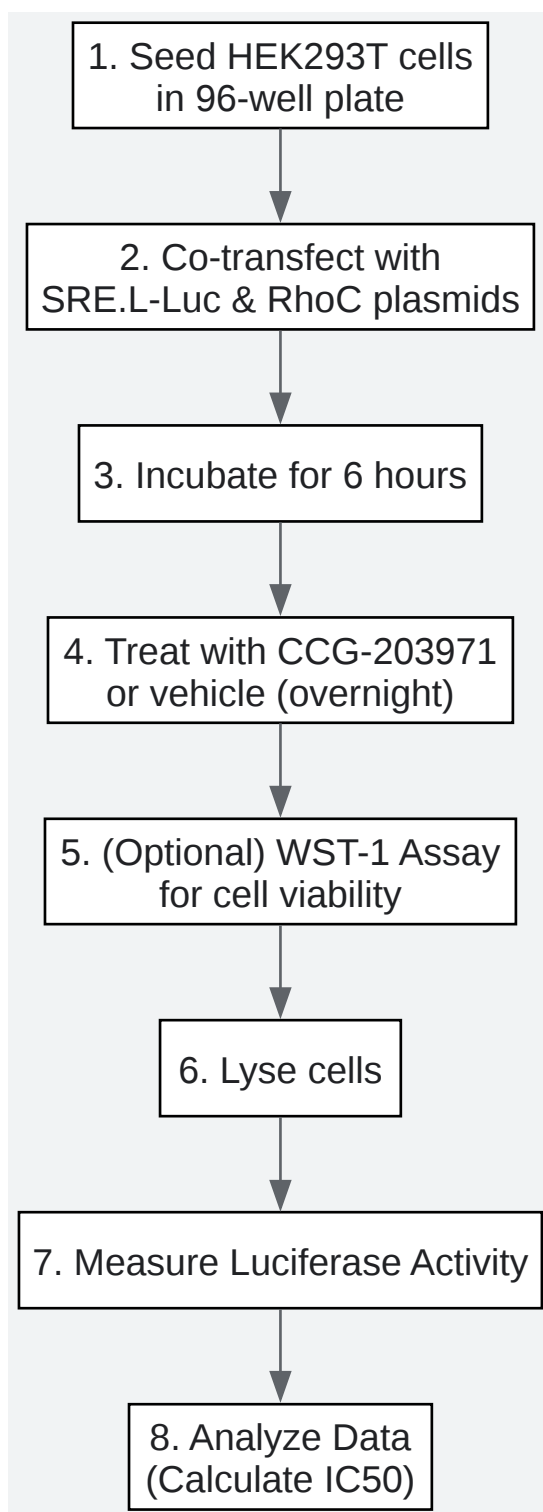 1. Seed HEK293T cells
in 96-well plate
2. Co-transfect with
SRE.L-Luc & RhoC plasmids
3. Incubate for 6 hours
4. Treat with CCG-203971
or vehicle (overnight)
5. (Optional) WST-1 Assay
for cell viability
6. Lyse cells
7. Measure Luciferase Activity
8. Analyze Data
(Calculate IC50)